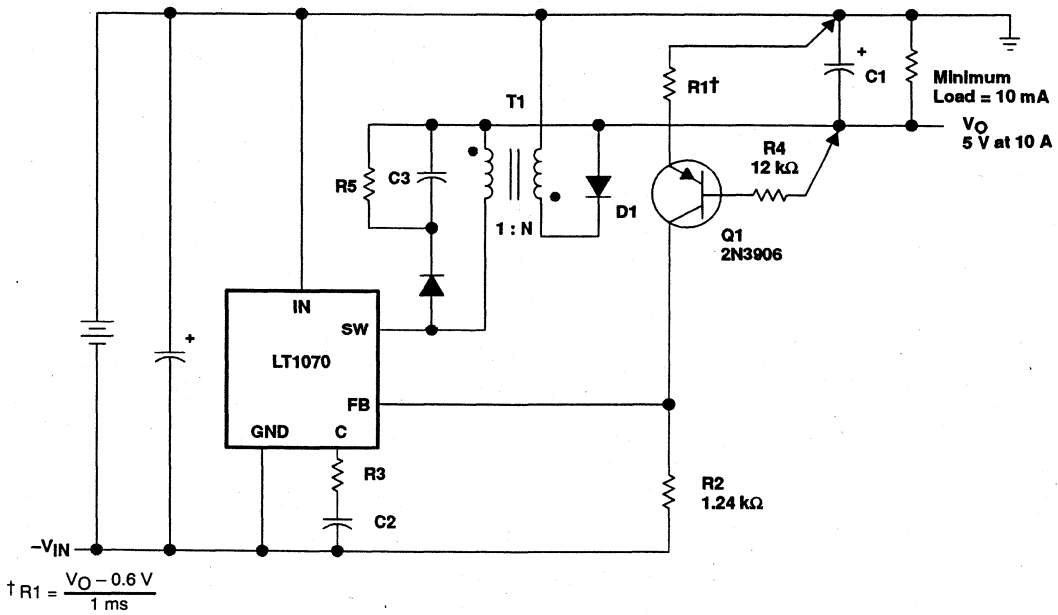 R1†
+
C1
Minimum
Load = 10 mA
T1
VO
5 V at 10 A
R4
12 kΩ
R5
C3
D1
1 : N
Q1
2N3906
IN
SW
+
LT1070
FB
GND
C
R3
R2
1.24 kΩ
C2
–VIN
† R1 = VO – 0.6 V
1 ms